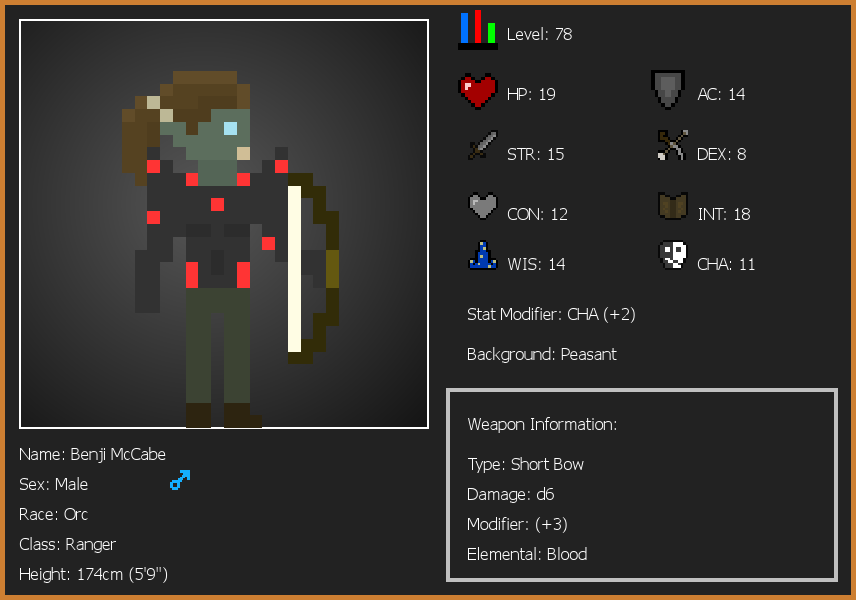 Level: 78
HP: 19
AC: 14
STR: 15
DEX: 8
CON: 12
INT: 18
WIS: 14
CHA: 11
Stat Modifier: CHA (+2)
Background: Peasant
Weapon Information:
Type: Short Bow
Damage: d6
Modifier: (+3)
Elemental: Blood
Name: Benji McCabe
Sex: Male
Race: Orc
Class: Ranger
Height: 174cm (5'9")